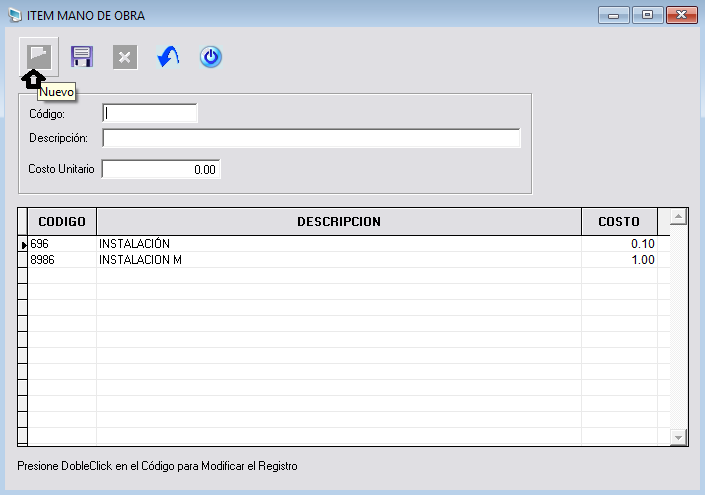 ITEM MANO DE OBRA
Nuevo
Código:
Descripción:
Costo Unitario 0.00
CODIGO DESCRIPCION COSTO
696 INSTALACIÓN 0.10
8986 INSTALACION M 1.00
Presione DobleClick en el Código para Modificar el Registro